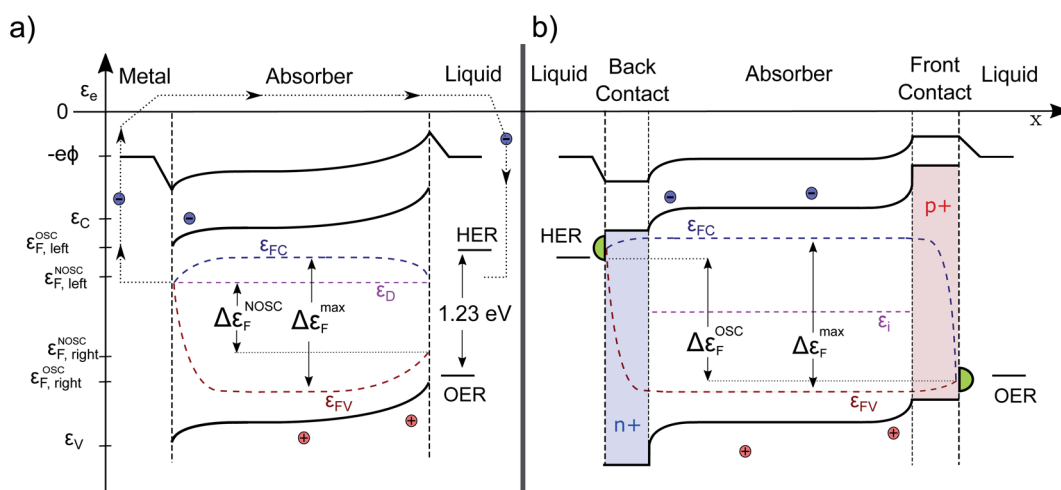 a)
Metal
Absorber
Liquid
εe
0
-eϕ
εC
εF, left^OSC
εF, left^NOSC
εF, right^NOSC
εF, right^OSC
εV
εFC
εD
ΔεF^NOSC
ΔεF^max
εFV
HER
1.23 eV
OER
b)
Liquid
Back
Contact
Absorber
Front
Contact
Liquid
x
p+
HER
εFC
εi
ΔεF^OSC
ΔεF^max
εFV
OER
n+